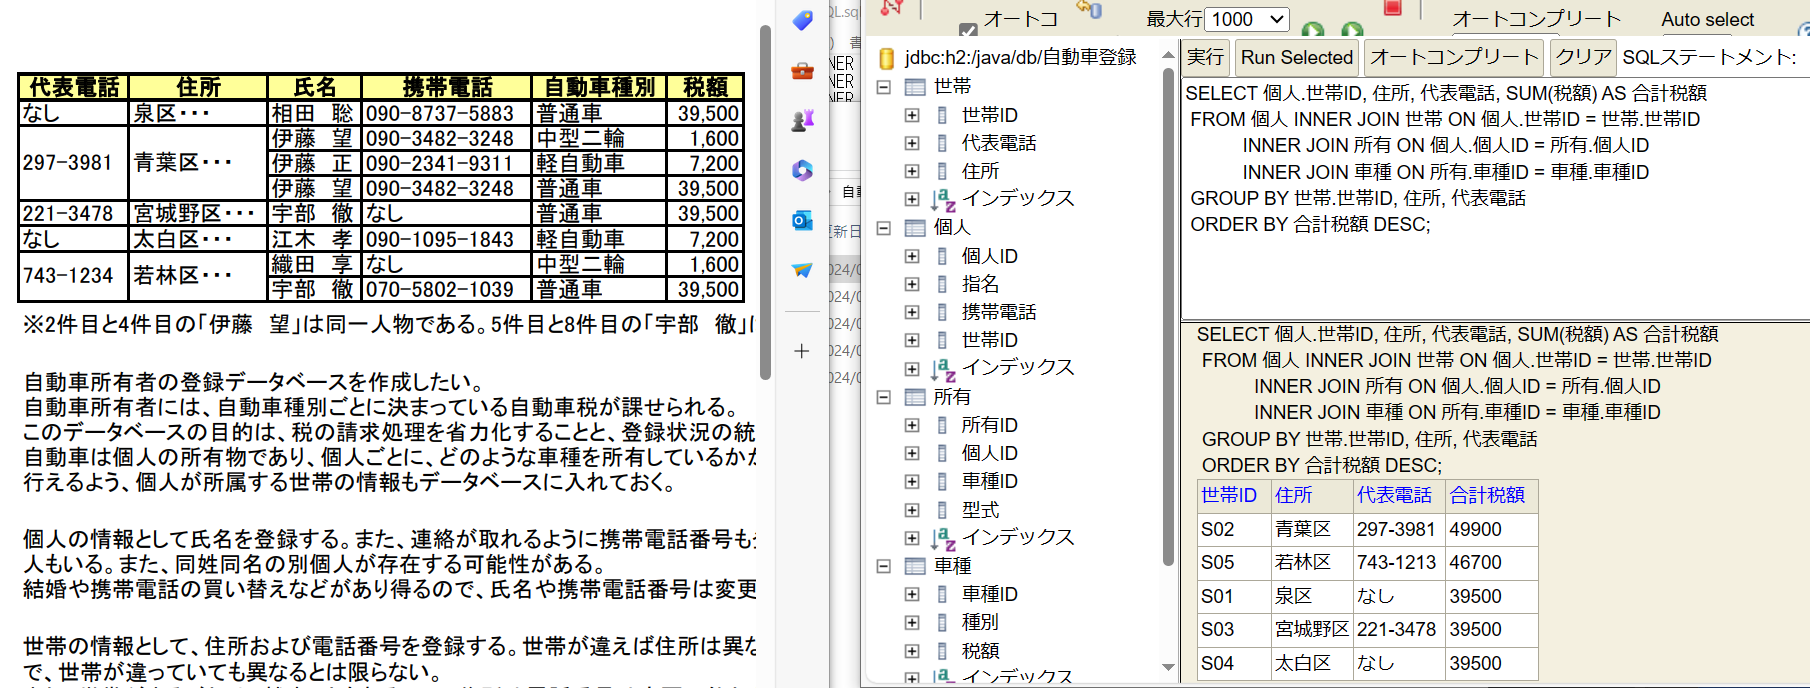 代表電話 住所 氏名 携帯電話 自動車種別 税額
なし 泉区・・・ 相田 聡 090-8737-5883 普通車 39,500
297-3981 青葉区・・・ 伊藤 望 090-3482-3248 中型二輪 1,600
伊藤 正 090-2341-9311 軽自動車 7,200
伊藤 望 090-3482-3248 普通車 39,500
221-3478 宮城野区・・・ 宇部 徹 なし 普通車 39,500
なし 太白区・・・ 江木 孝 090-1095-1843 軽自動車 7,200
743-1234 若林区・・・ 織田 享 なし 中型二輪 1,600
宇部 徹 070-5802-1039 普通車 39,500
※2件目と4件目の「伊藤 望」は同一人物である。5件目と8件目の「宇部 徹」
自動車所有者の登録データベースを作成したい。
自動車所有者には、自動車種別ごとに決まっている自動車税が課せられる。
このデータベースの目的は、税の請求処理を省力化することと、登録状況の統
自動車は個人の所有物であり、個人ごとに、どのような車種を所有しているか
行えるよう、個人が所属する世帯の情報もデータベースに入れておく。
個人の情報として氏名を登録する。また、連絡が取れるように携帯電話番号も
人もいる。また、同姓同名の別個人が存在する可能性がある。
結婚や携帯電話の買い替えなどがあり得るので、氏名や携帯電話番号は変更
世帯の情報として、住所および電話番号を登録する。世帯が違えば住所は異な
で、世帯が違っていても異なるとは限らない。
QL.sq
書
NER
NER
NER
自動
更新日
024/0
024/0
024/0
024/0
024/0
オートコ 最大行 1000 オートコンプリート Auto select
jdbc:h2:/java/db/自動車登録
世帯
世帯ID
代表電話
住所
インデックス
個人
個人ID
指名
携帯電話
世帯ID
インデックス
所有
所有ID
個人ID
車種ID
型式
インデックス
車種
車種ID
種別
税額
インデックス
実行 Run Selected オートコンプリート クリア SQLステートメント:
SELECT 個人.世帯ID, 住所, 代表電話, SUM(税額) AS 合計税額
FROM 個人 INNER JOIN 世帯 ON 個人.世帯ID = 世帯.世帯ID
INNER JOIN 所有 ON 個人.個人ID = 所有.個人ID
INNER JOIN 車種 ON 所有.車種ID = 車種.車種ID
GROUP BY 世帯.世帯ID, 住所, 代表電話
ORDER BY 合計税額 DESC;
SELECT 個人.世帯ID, 住所, 代表電話, SUM(税額) AS 合計税額
FROM 個人 INNER JOIN 世帯 ON 個人.世帯ID = 世帯.世帯ID
INNER JOIN 所有 ON 個人.個人ID = 所有.個人ID
INNER JOIN 車種 ON 所有.車種ID = 車種.車種ID
GROUP BY 世帯.世帯ID, 住所, 代表電話
ORDER BY 合計税額 DESC;
世帯ID 住所 代表電話 合計税額
S02 青葉区 297-3981 49900
S05 若林区 743-1213 46700
S01 泉区 なし 39500
S03 宮城野区 221-3478 39500
S04 太白区 なし 39500